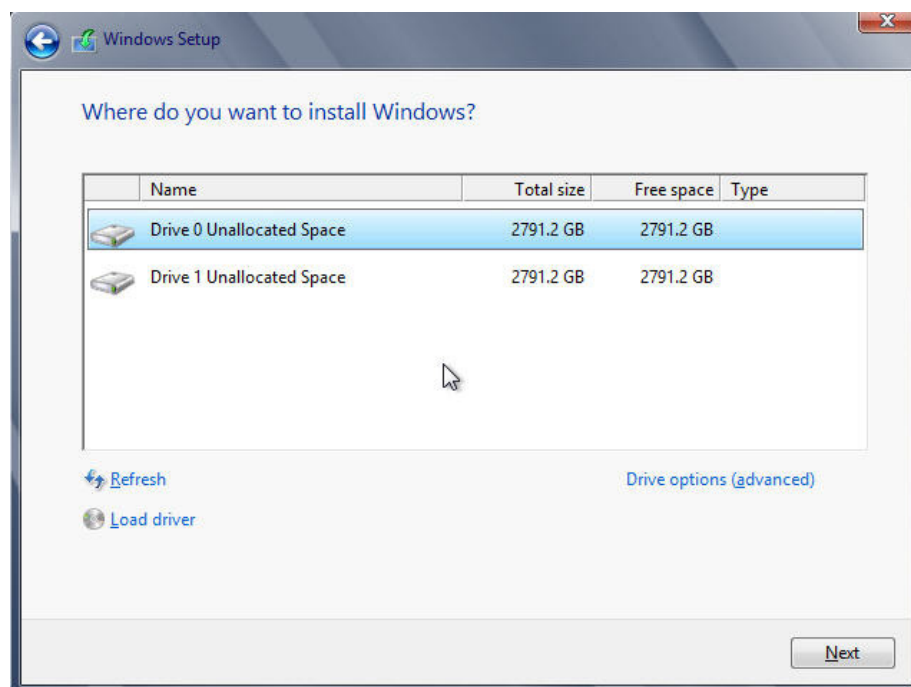 Windows Setup
Where do you want to install Windows?
Name Total size Free space Type
Drive 0 Unallocated Space 2791.2 GB 2791.2 GB
Drive 1 Unallocated Space 2791.2 GB 2791.2 GB
Refresh Drive options (advanced)
Load driver
Next